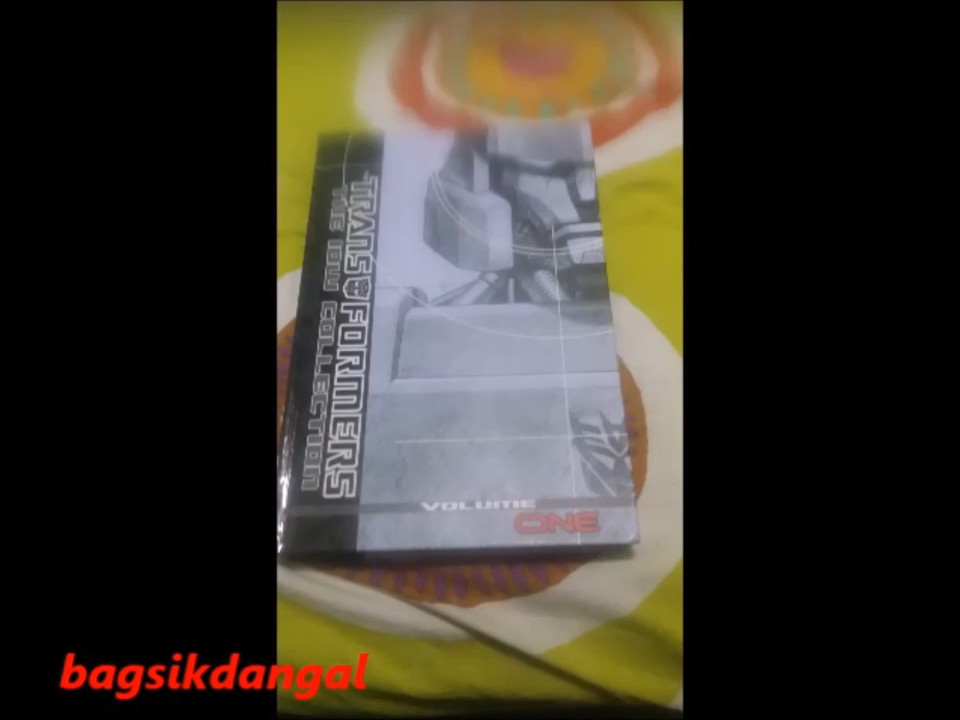 TRANSFORMERS
THE IDW COLLECTION
VOLUME
ONE
bagsikdangal